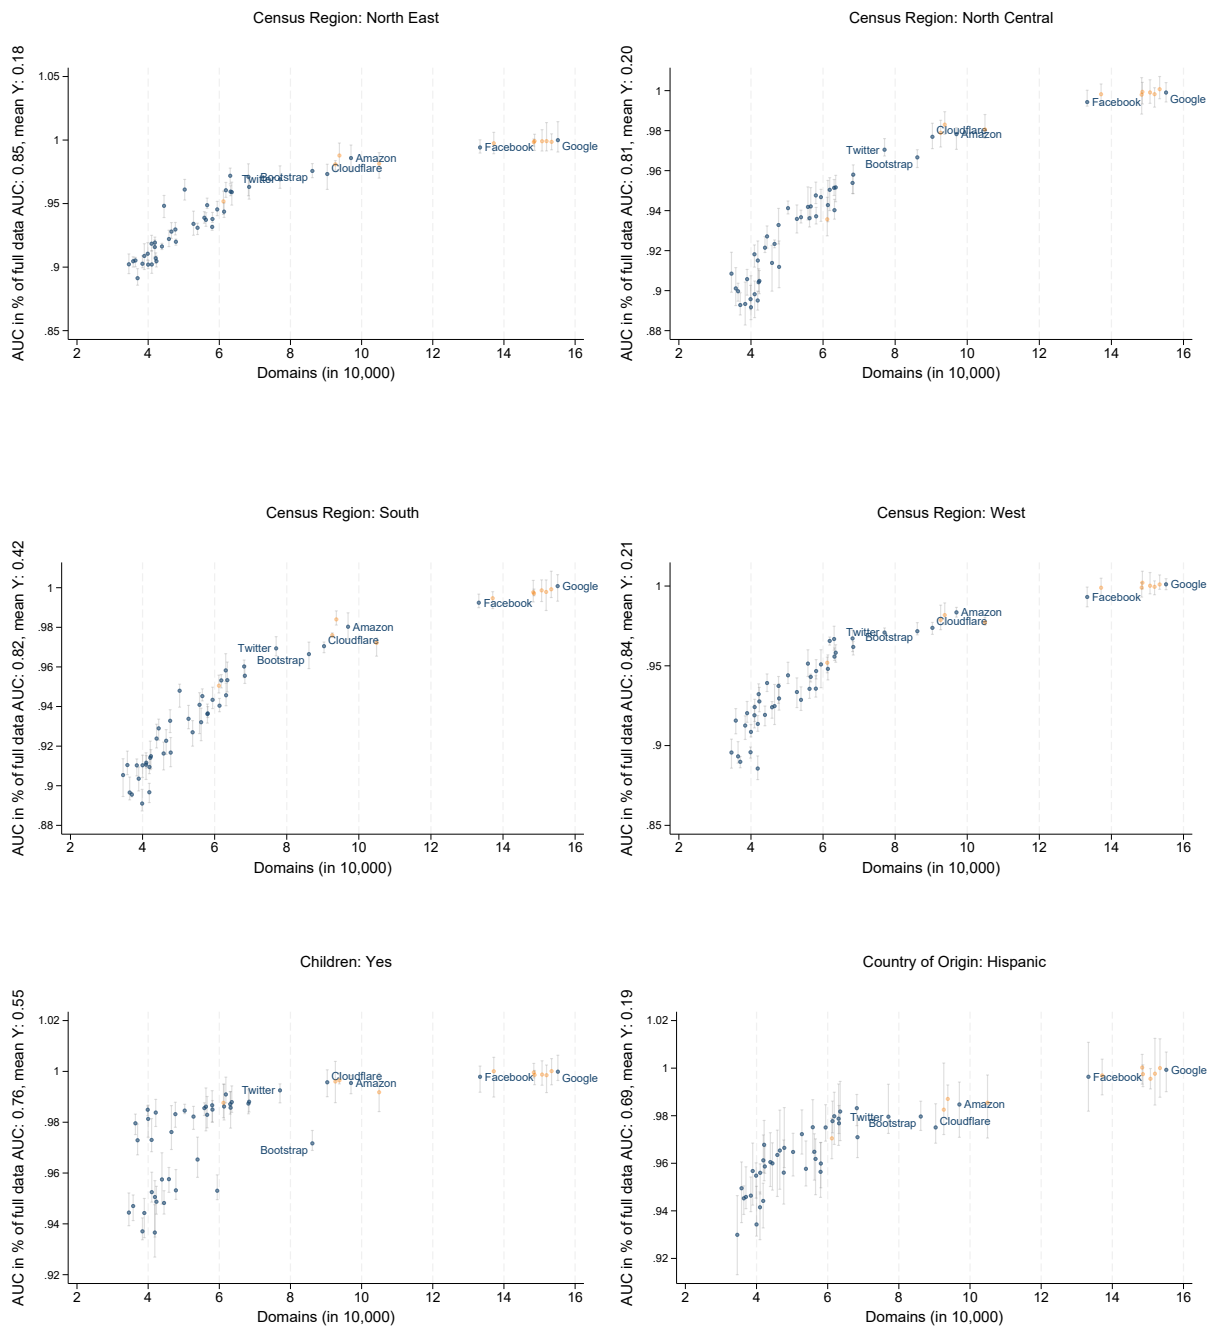 Census Region: North East
AUC in % of full data AUC: 0.85, mean Y: 0.18
1.05
1
.95
.9
.85
Google
Facebook
Amazon
Cloudflare
Bootstrap
Twitter
2 4 6 8 10 12 14 16
Domains (in 10,000)
Census Region: North Central
AUC in % of full data AUC: 0.81, mean Y: 0.20
1
.98
.96
.94
.92
.9
.88
Google
Facebook
Cloudflare
Amazon
Twitter
Bootstrap
2 4 6 8 10 12 14 16
Domains (in 10,000)
Census Region: South
AUC in % of full data AUC: 0.82, mean Y: 0.42
1
.98
.96
.94
.92
.9
.88
Google
Facebook
Amazon
Cloudflare
Twitter
Bootstrap
2 4 6 8 10 12 14 16
Domains (in 10,000)
Census Region: West
AUC in % of full data AUC: 0.84, mean Y: 0.21
1
.95
.9
.85
Google
Facebook
Amazon
Cloudflare
Twitter
Bootstrap
2 4 6 8 10 12 14 16
Domains (in 10,000)
Children: Yes
AUC in % of full data AUC: 0.76, mean Y: 0.55
1.02
1
.98
.96
.94
.92
Google
Facebook
Cloudflare
Amazon
Twitter
Bootstrap
2 4 6 8 10 12 14 16
Domains (in 10,000)
Country of Origin: Hispanic
AUC in % of full data AUC: 0.69, mean Y: 0.19
1.02
1
.98
.96
.94
.92
Google
Facebook
Amazon
Cloudflare
Twitter
Bootstrap
2 4 6 8 10 12 14 16
Domains (in 10,000)